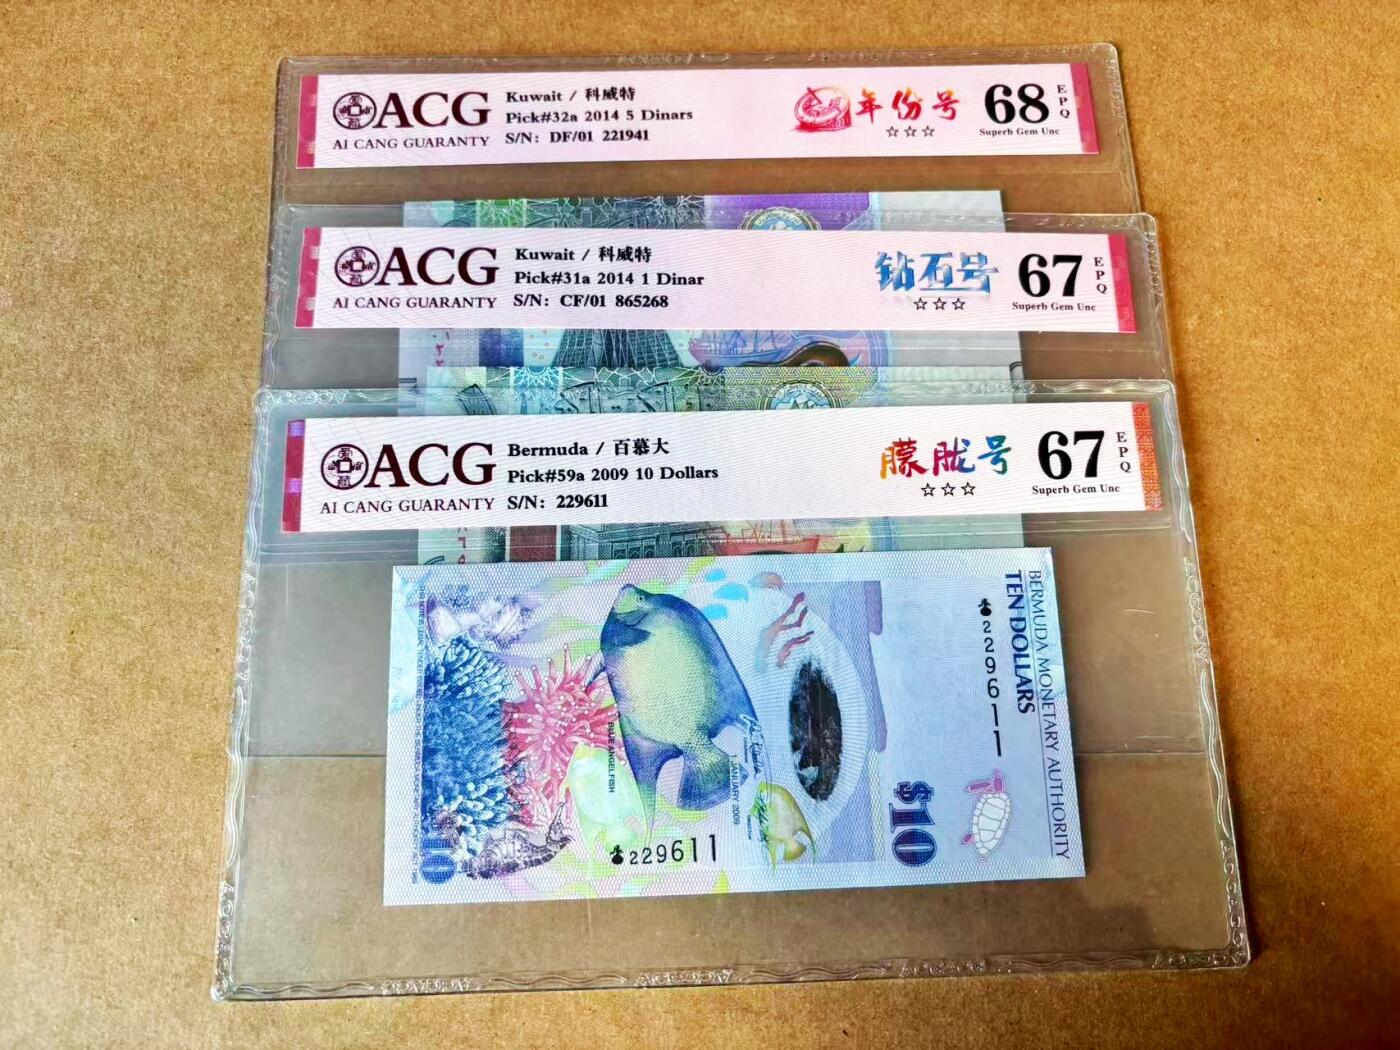 ACG
AI CANG GUARANTY
Kuwait / 科威特
Pick#32a 2014 5 Dinars
S/N: DF/01 221941
年份号
☆☆☆
68
EPQ
Superb Gem Unc
ACG
AI CANG GUARANTY
Kuwait / 科威特
Pick#31a 2014 1 Dinar
S/N: CF/01 865268
钻石号
☆☆☆
67
EPQ
Superb Gem Unc
ACG
AI CANG GUARANTY
Bermuda / 百慕大
Pick#59a 2009 10 Dollars
S/N: 229611
朦胧号
☆☆☆
67
EPQ
Superb Gem Unc
BERMUDA MONETARY AUTHORITY
TEN DOLLARS
229611
$10
BLUE ANGELFISH
1 JANUARY 2009
229611
10